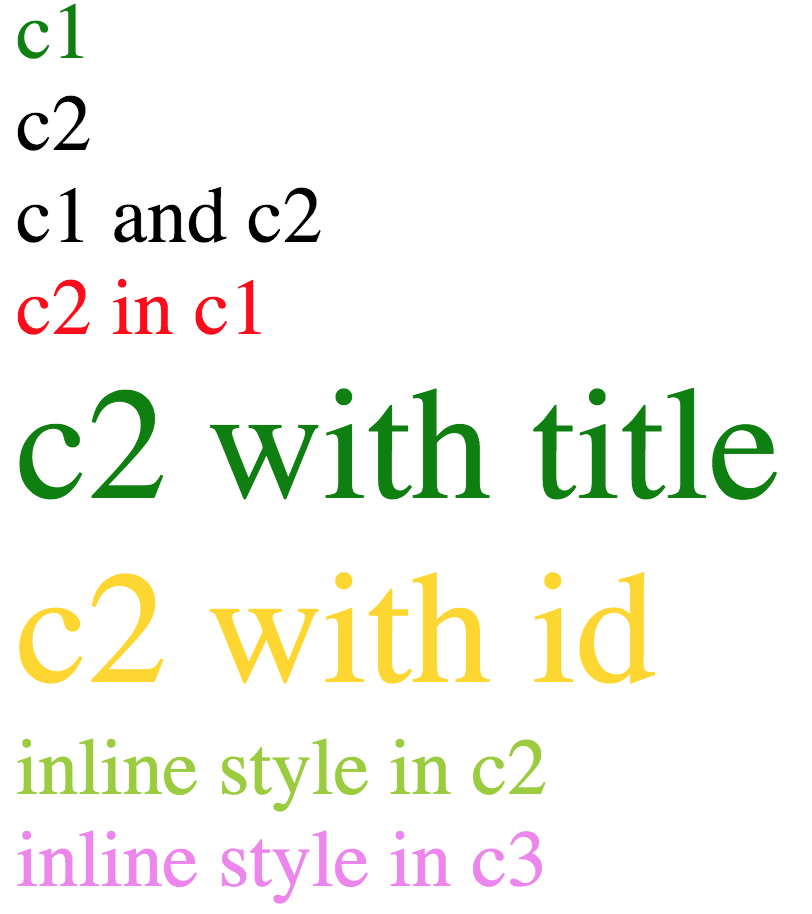 c1
c2
c1 and c2
c2 in c1
c2 with title
c2 with id
inline style in c2
inline style in c3